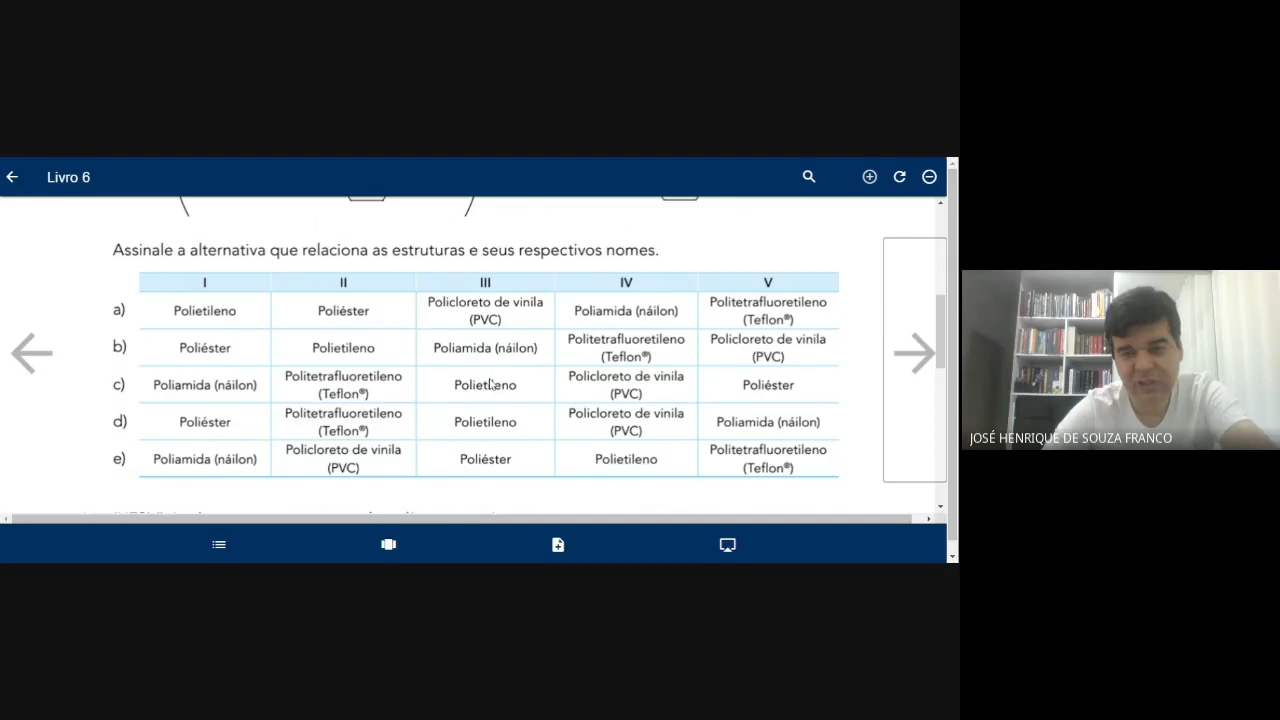 Livro 6
Assinale a alternativa que relaciona as estruturas e seus respectivos nomes.
I II III IV V
a) Polietileno Poliéster Policloreto de vinila (PVC) Poliamida (náilon) Politetrafluoretileno (Teflon®)
b) Poliéster Polietileno Poliamida (náilon) Politetrafluoretileno (Teflon®) Policloreto de vinila (PVC)
c) Poliamida (náilon) Politetrafluoretileno (Teflon®) Polietileno Policloreto de vinila (PVC) Poliéster
d) Poliéster Politetrafluoretileno (Teflon®) Polietileno Policloreto de vinila (PVC) Poliamida (náilon)
e) Poliamida (náilon) Policloreto de vinila (PVC) Poliéster Polietileno Politetrafluoretileno (Teflon®)
JOSÉ HENRIQUE DE SOUZA FRANCO